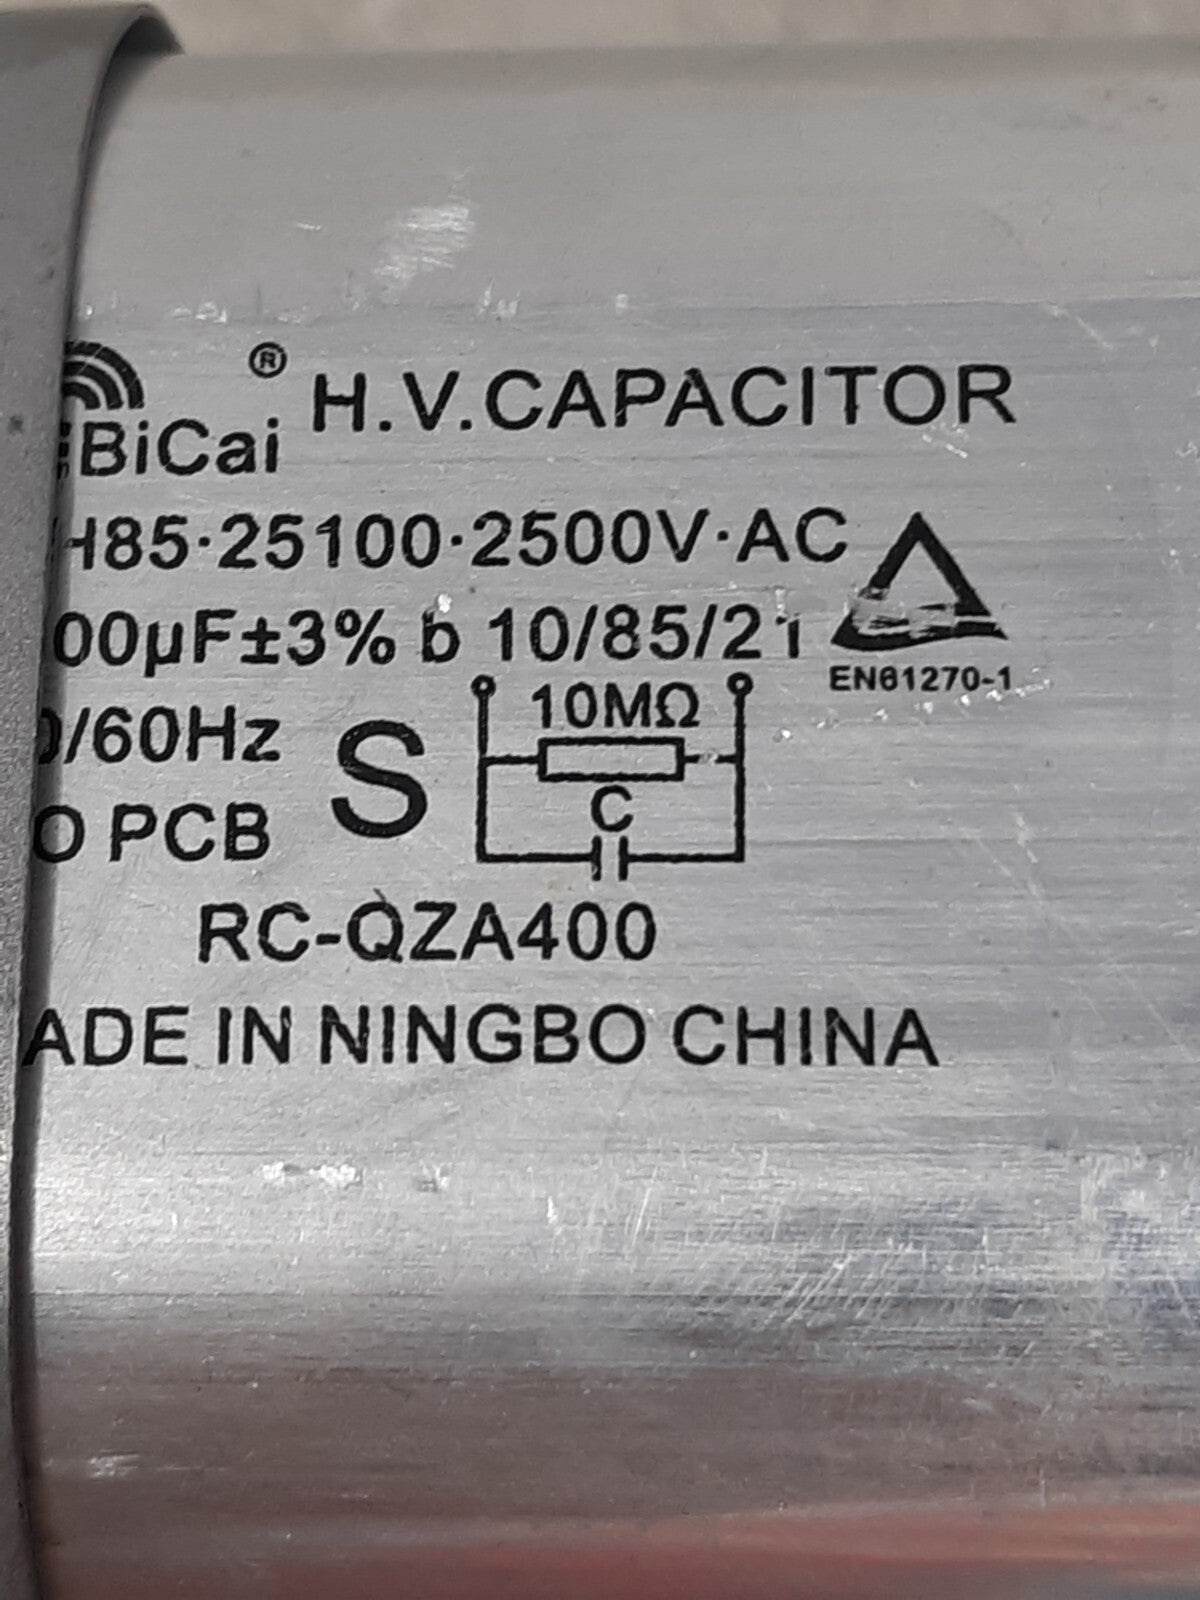 BiCai ® H.V.CAPACITOR
H85·25100·2500V·AC
00µF±3% b 10/85/21
EN61270-1
0/60Hz
S
10MΩ
C
O PCB
RC-QZA400
ADE IN NINGBO CHINA